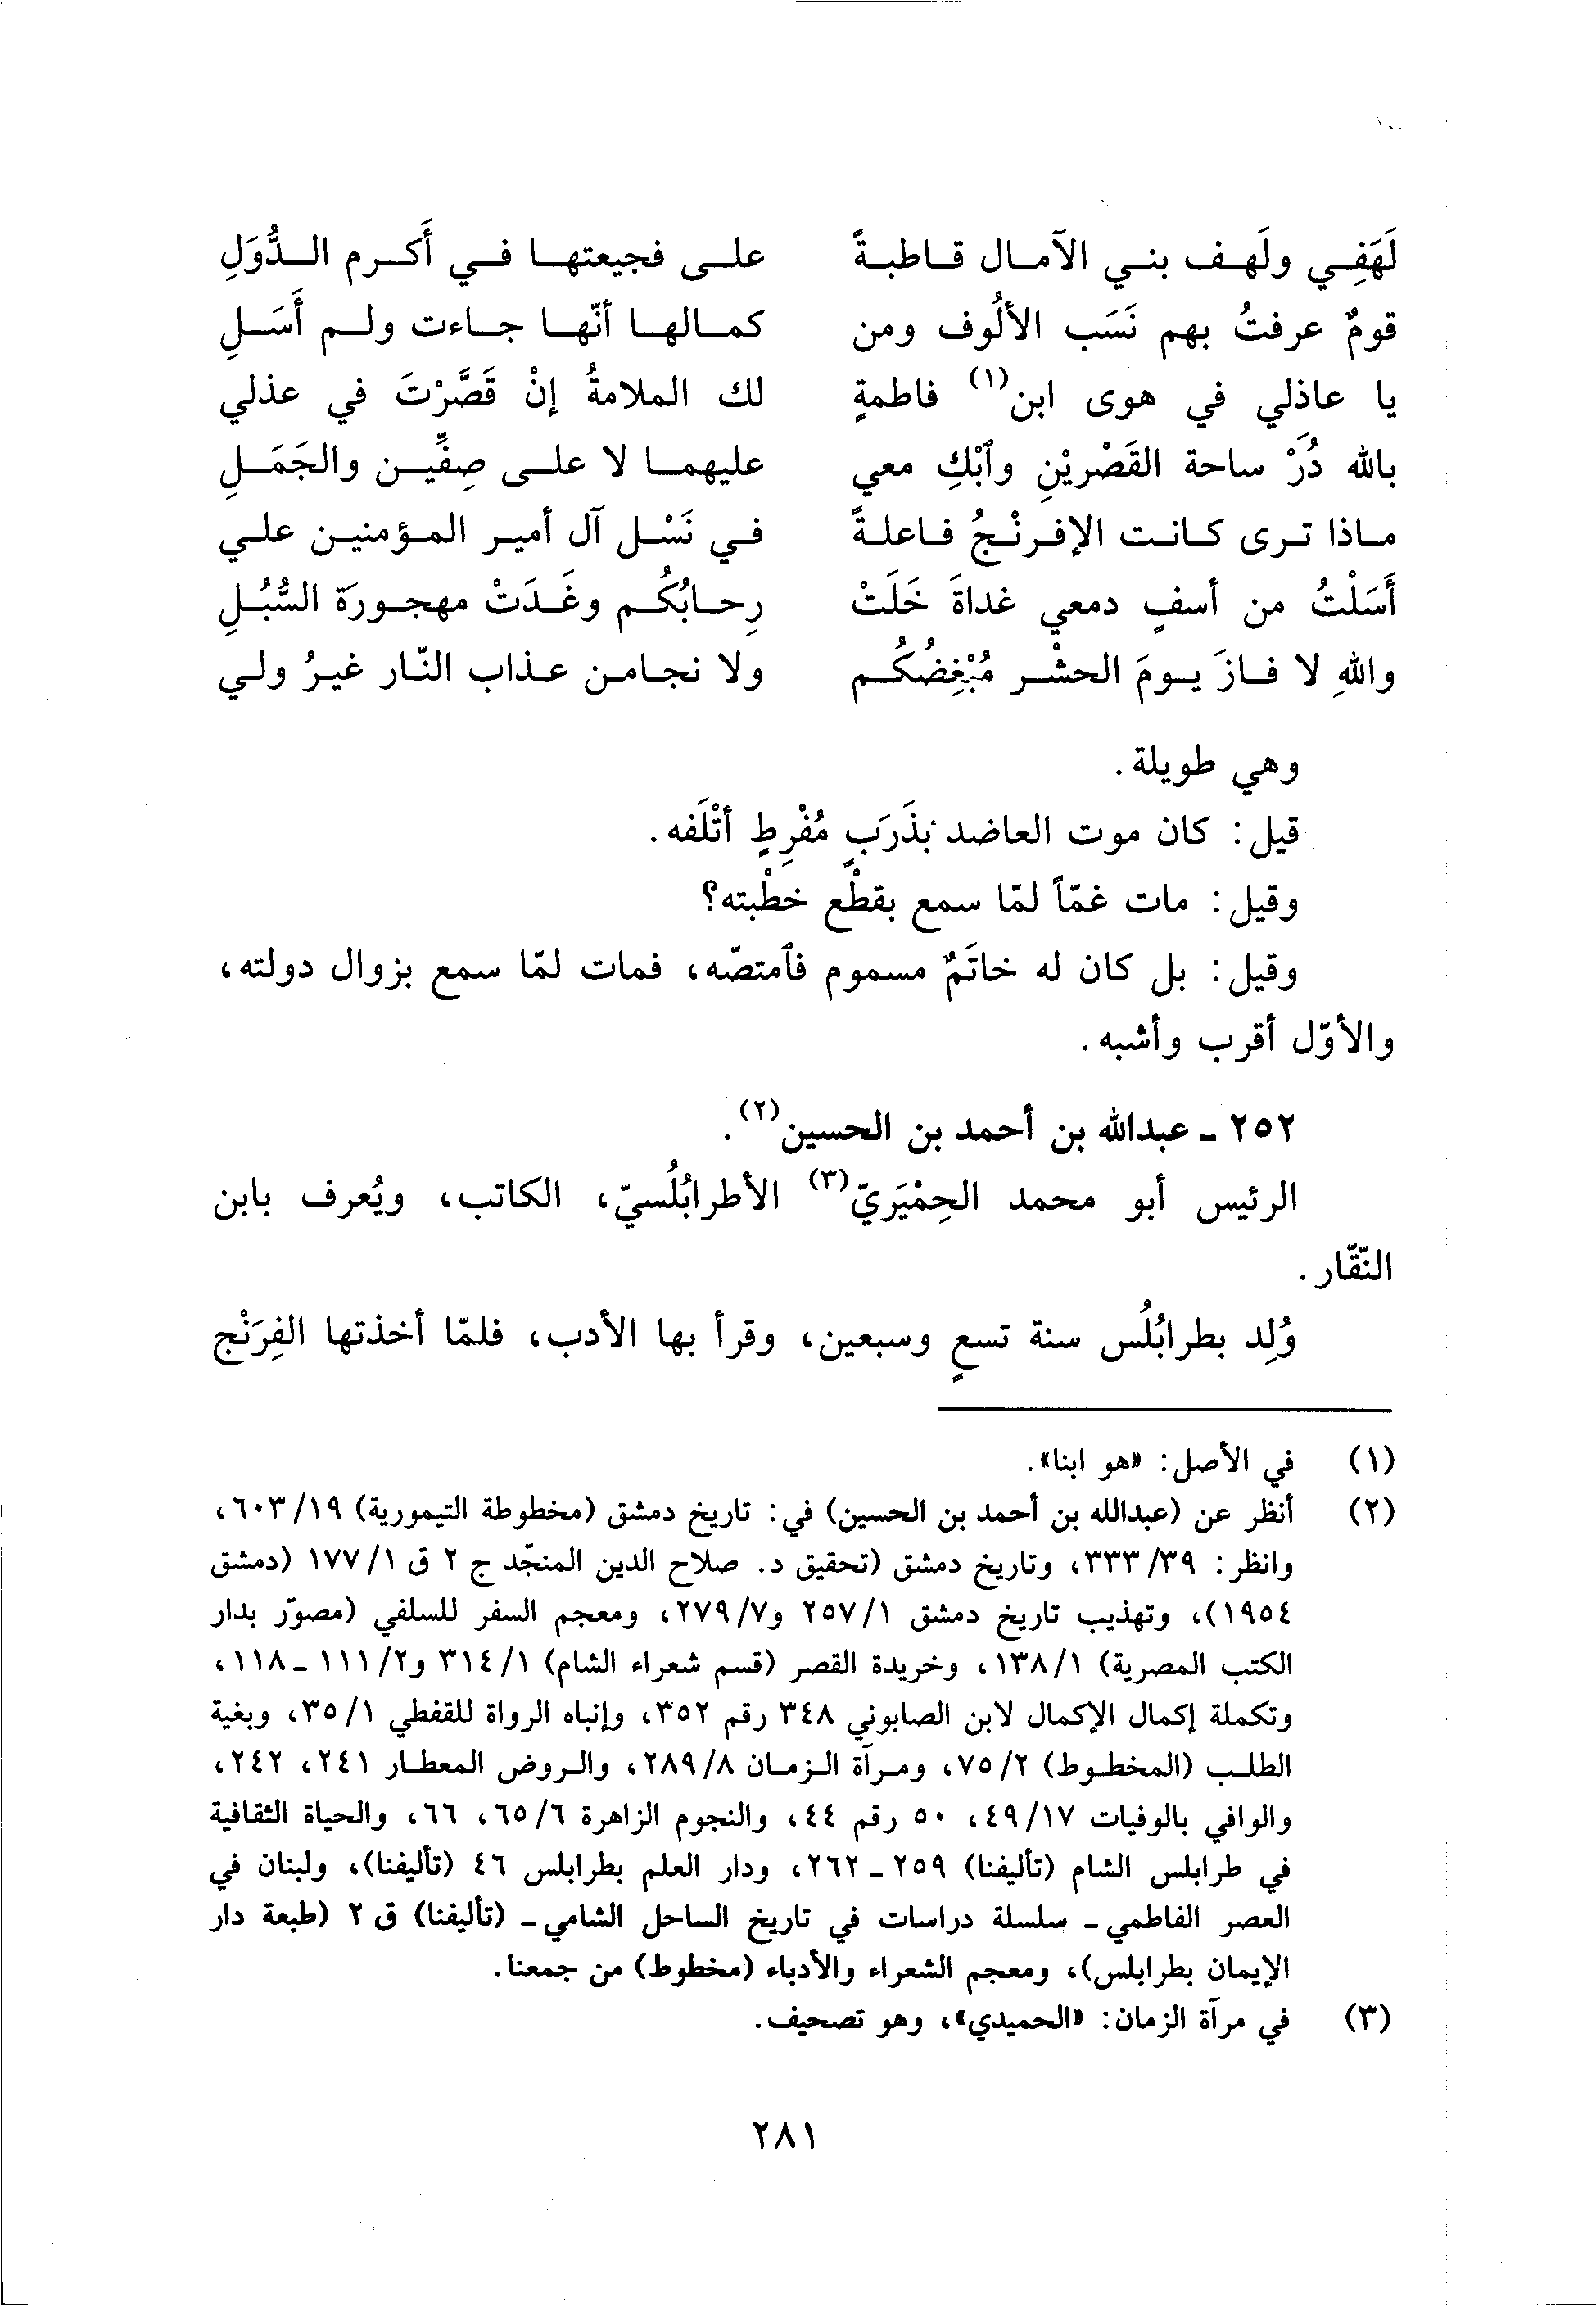 لَهَفِي ولَهف بني الآمال قاطبةً على فجيعتها في أَكرم الدُّوَلِ
قومٌ عرفتُ بهم نَسَب الألُوف ومن كمالها أنّها جاءت ولم أَسَلِ
يا عاذلي في هوى ابن(١) فاطمةٍ لك الملامةُ إنْ قَصَّرْتَ في عذلي
بالله دُرْ ساحة القَصْريْنِ وٱبْكِ معي عليهما لا على صِفِّين والجَمَلِ
ماذا ترى كانت الإفرنْجُ فاعلةً في نَسْل آل أمير المؤمنين علي
أَسَلْتُ من أسفٍ دمعي غداةَ خَلَتْ رِحابُكُم وغَدَتْ مهجورَة السُّبُلِ
واللهِ لا فازَ يومَ الحشْر مُبْغِضُكُم ولا نجامن عذاب النّار غيرُ ولي
وهي طويلة.
قيل: كان موت العاضد بذَرَبٍ مُفْرِطٍ أتْلَفه.
وقيل: مات غمّاً لمّا سمع بقطْع خطْبته؟
وقيل: بل كان له خاتَمٌ مسموم فٱمتصّه، فمات لمّا سمع بزوال دولته،
والأوّل أقرب وأشبه.
٢٥٢ - عبدالله بن أحمد بن الحسين(٢).
الرئيس أبو محمد الحِمْيَريّ(٣) الأطرابُلُسيّ، الكاتب، ويُعرف بابن
النّقّار.
وُلِد بطرابُلُس سنة تسعٍ وسبعين، وقرأ بها الأدب، فلمّا أخذتها الفِرَنْج
(١) في الأصل: «هو ابنا».
(٢) أنظر عن (عبدالله بن أحمد بن الحسين) في: تاريخ دمشق (مخطوطة التيمورية) ١٩/ ٦٠٣،
وانظر: ٣٩/ ٣٣٣، وتاريخ دمشق (تحقيق د. صلاح الدين المنجّد ج ٢ ق ١/ ١٧٧ (دمشق
١٩٥٤)، وتهذيب تاريخ دمشق ١/ ٢٥٧ و٧/ ٢٧٩، ومعجم السفر للسلفي (مصوّر بدار
الكتب المصرية) ١/ ١٣٨، وخريدة القصر (قسم شعراء الشام) ١/ ٣١٤ و٢/ ١١١ - ١١٨،
وتكملة إكمال الإكمال لابن الصابوني ٣٤٨ رقم ٣٥٢، وإنباه الرواة للقفطي ١/ ٣٥، وبغية
الطلب (المخطوط) ٢/ ٧٥، ومرآة الزمان ٨/ ٢٨٩، والروض المعطار ٢٤١، ٢٤٢،
والوافي بالوفيات ١٧/ ٤٩، ٥٠ رقم ٤٤، والنجوم الزاهرة ٦/ ٦٥، ٦٦، والحياة الثقافية
في طرابلس الشام (تأليفنا) ٢٥٩ - ٢٦٢، ودار العلم بطرابلس ٤٦ (تأليفنا)، ولبنان في
العصر الفاطمي - سلسلة دراسات في تاريخ الساحل الشامي - (تأليفنا) ق ٢ (طبعة دار
الإيمان بطرابلس)، ومعجم الشعراء والأدباء (مخطوط) من جمعنا.
(٣) في مرآة الزمان: «الحميدي»، وهو تصحيف.
٢٨١